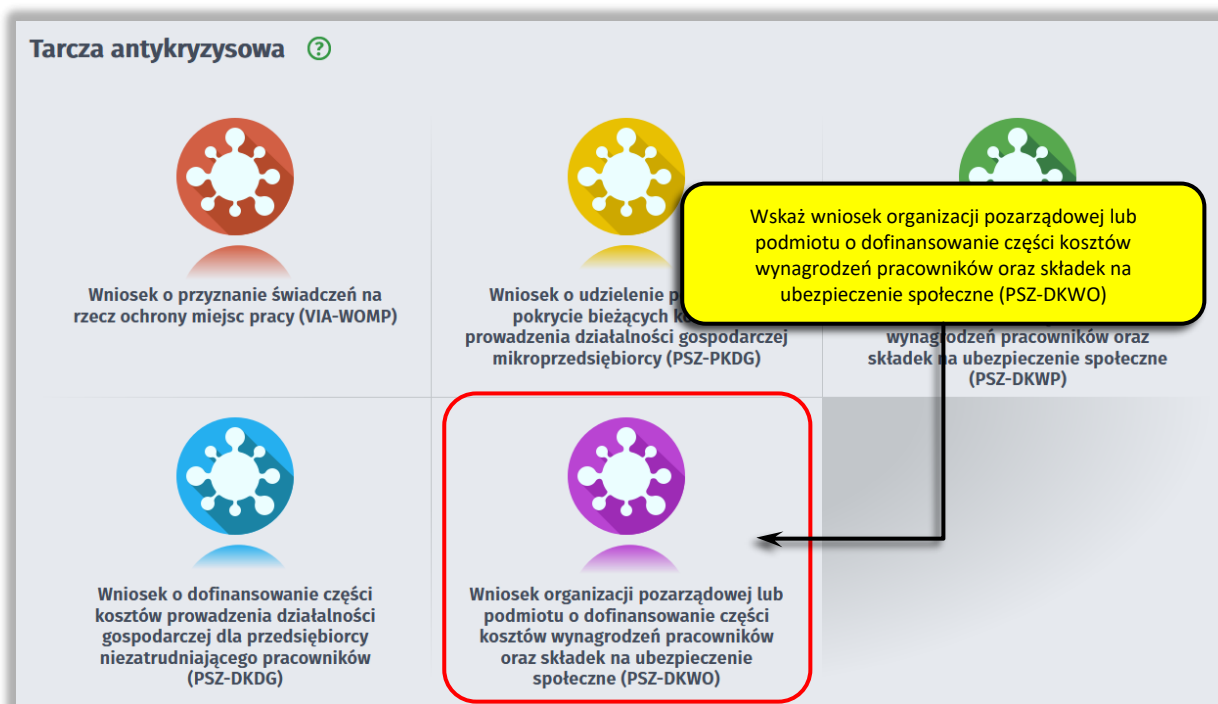 Tarcza antykryzysowa ?
Wniosek o przyznanie świadczeń na
rzecz ochrony miejsc pracy (VIA-WOMP)
Wniosek o udzielenie
pokrycie bieżących
prowadzenia działalności gospodarczej
mikroprzedsiębiorcy (PSZ-PKDG)
Wskaż wniosek organizacji pozarządowej lub
podmiotu o dofinansowanie części kosztów
wynagrodzeń pracowników oraz składek na
ubezpieczenie społeczne (PSZ-DKWO)
wynagrodzeń pracowników oraz
składek na ubezpieczenie społeczne
(PSZ-DKWP)
Wniosek o dofinansowanie części
kosztów prowadzenia działalności
gospodarczej dla przedsiębiorcy
niezatrudniającego pracowników
(PSZ-DKDG)
Wniosek organizacji pozarządowej lub
podmiotu o dofinansowanie części
kosztów wynagrodzeń pracowników
oraz składek na ubezpieczenie
społeczne (PSZ-DKWO)